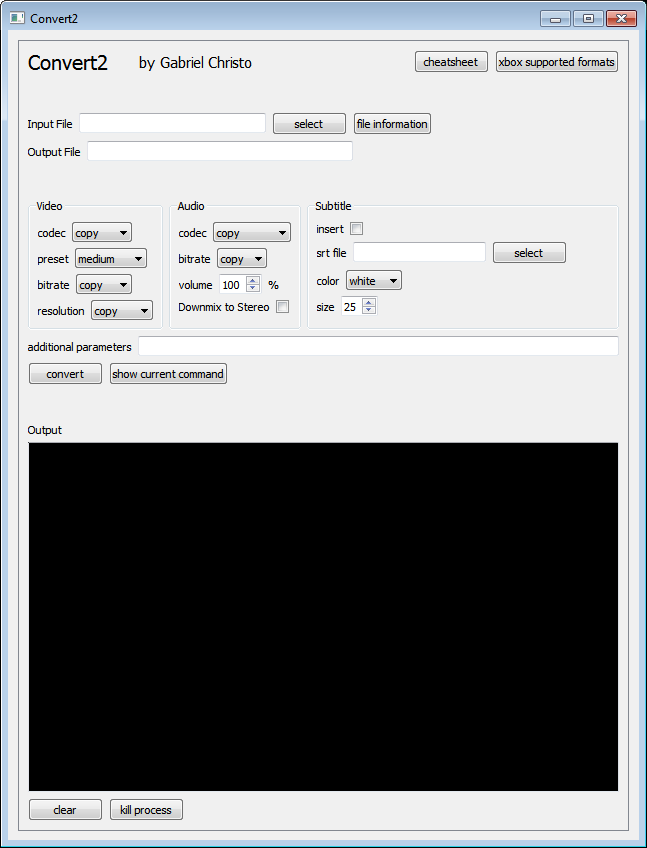 Convert2
Convert2 by Gabriel Christo cheatsheet xbox supported formats
Input File select file information
Output File
Video Audio Subtitle
codec copy codec copy insert
preset medium bitrate copy srt file select
bitrate copy volume 100 % color white
resolution copy Downmix to Stereo size 25
additional parameters
convert show current command
Output
clear kill process